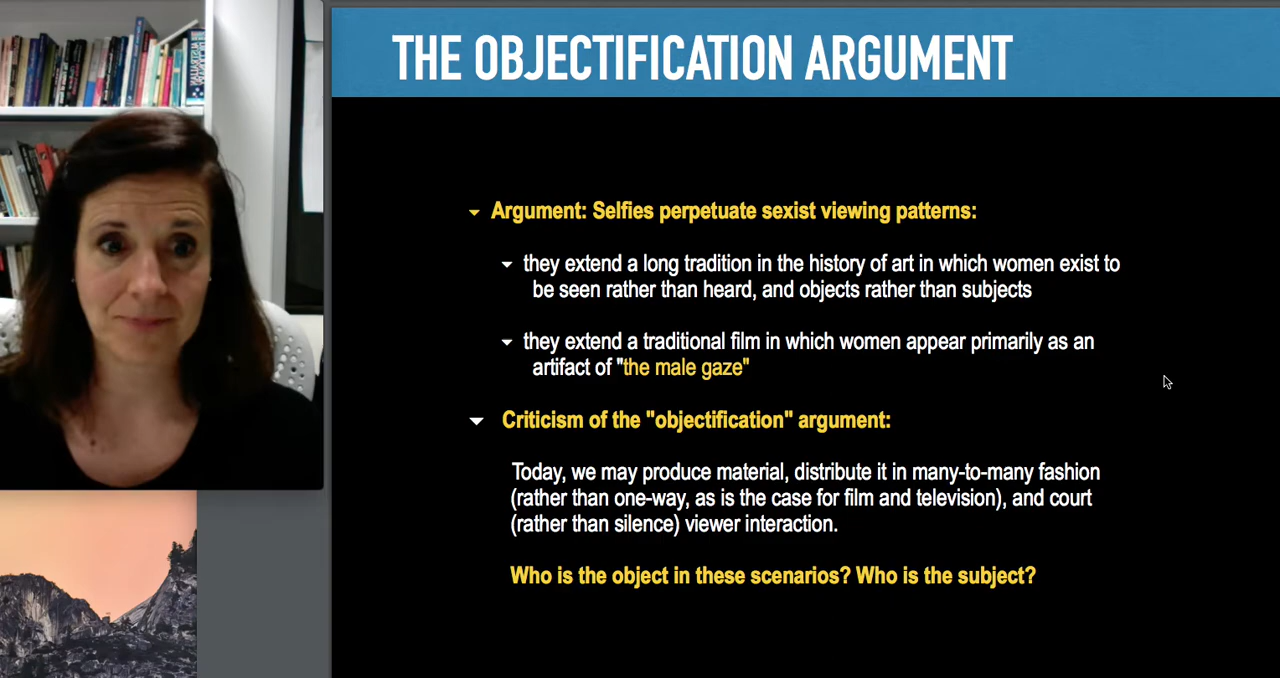 THE OBJECTIFICATION ARGUMENT
Argument: Selfies perpetuate sexist viewing patterns:
they extend a long tradition in the history of art in which women exist to
be seen rather than heard, and objects rather than subjects
they extend a traditional film in which women appear primarily as an
artifact of "the male gaze"
Criticism of the "objectification" argument:
Today, we may produce material, distribute it in many-to-many fashion
(rather than one-way, as is the case for film and television), and court
(rather than silence) viewer interaction.
Who is the object in these scenarios? Who is the subject?